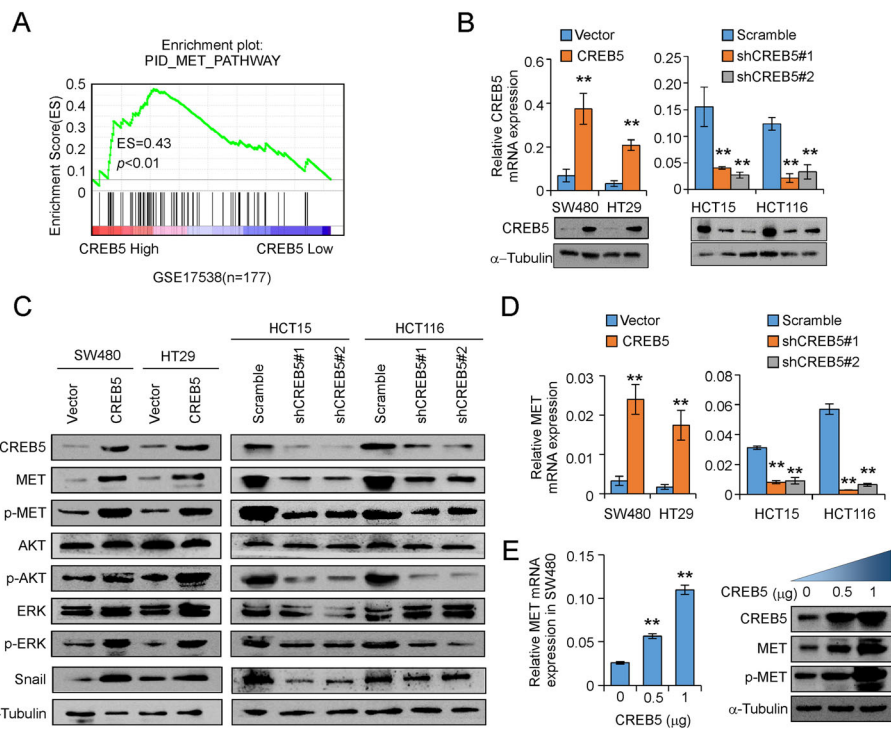 A
Enrichment plot:
PID_MET_PATHWAY
Enrichment Score(ES)
0.5
0.4
0.3
0.2
0.1
0
ES=0.43
p<0.01
CREB5 High
CREB5 Low
GSE17538(n=177)
B
Vector
CREB5
Relative CREB5
mRNA expression
0.6
0.4
0.2
0
**
**
SW480
HT29
Scramble
shCREB5#1
shCREB5#2
0.25
0.20
0.15
0.10
0.05
0
**
**
**
**
HCT15
HCT116
CREB5
α−Tubulin
C
SW480
HT29
HCT15
HCT116
Vector
CREB5
Vector
CREB5
Scramble
shCREB5#1
shCREB5#2
Scramble
shCREB5#1
shCREB5#2
CREB5
MET
p-MET
AKT
p-AKT
ERK
p-ERK
Snail
-Tubulin
D
Vector
CREB5
Relative MET
mRNA expression
0.03
0.02
0.01
0
**
**
SW480
HT29
Scramble
shCREB5#1
shCREB5#2
0.08
0.06
0.04
0.02
0
**
**
**
**
HCT15
HCT116
E
Relative MET mRNA
expression in SW480
0.15
0.10
0.05
0
**
**
0
0.5
1
CREB5 (μg)
CREB5 (μg)
0
0.5
1
CREB5
MET
p-MET
α-Tubulin